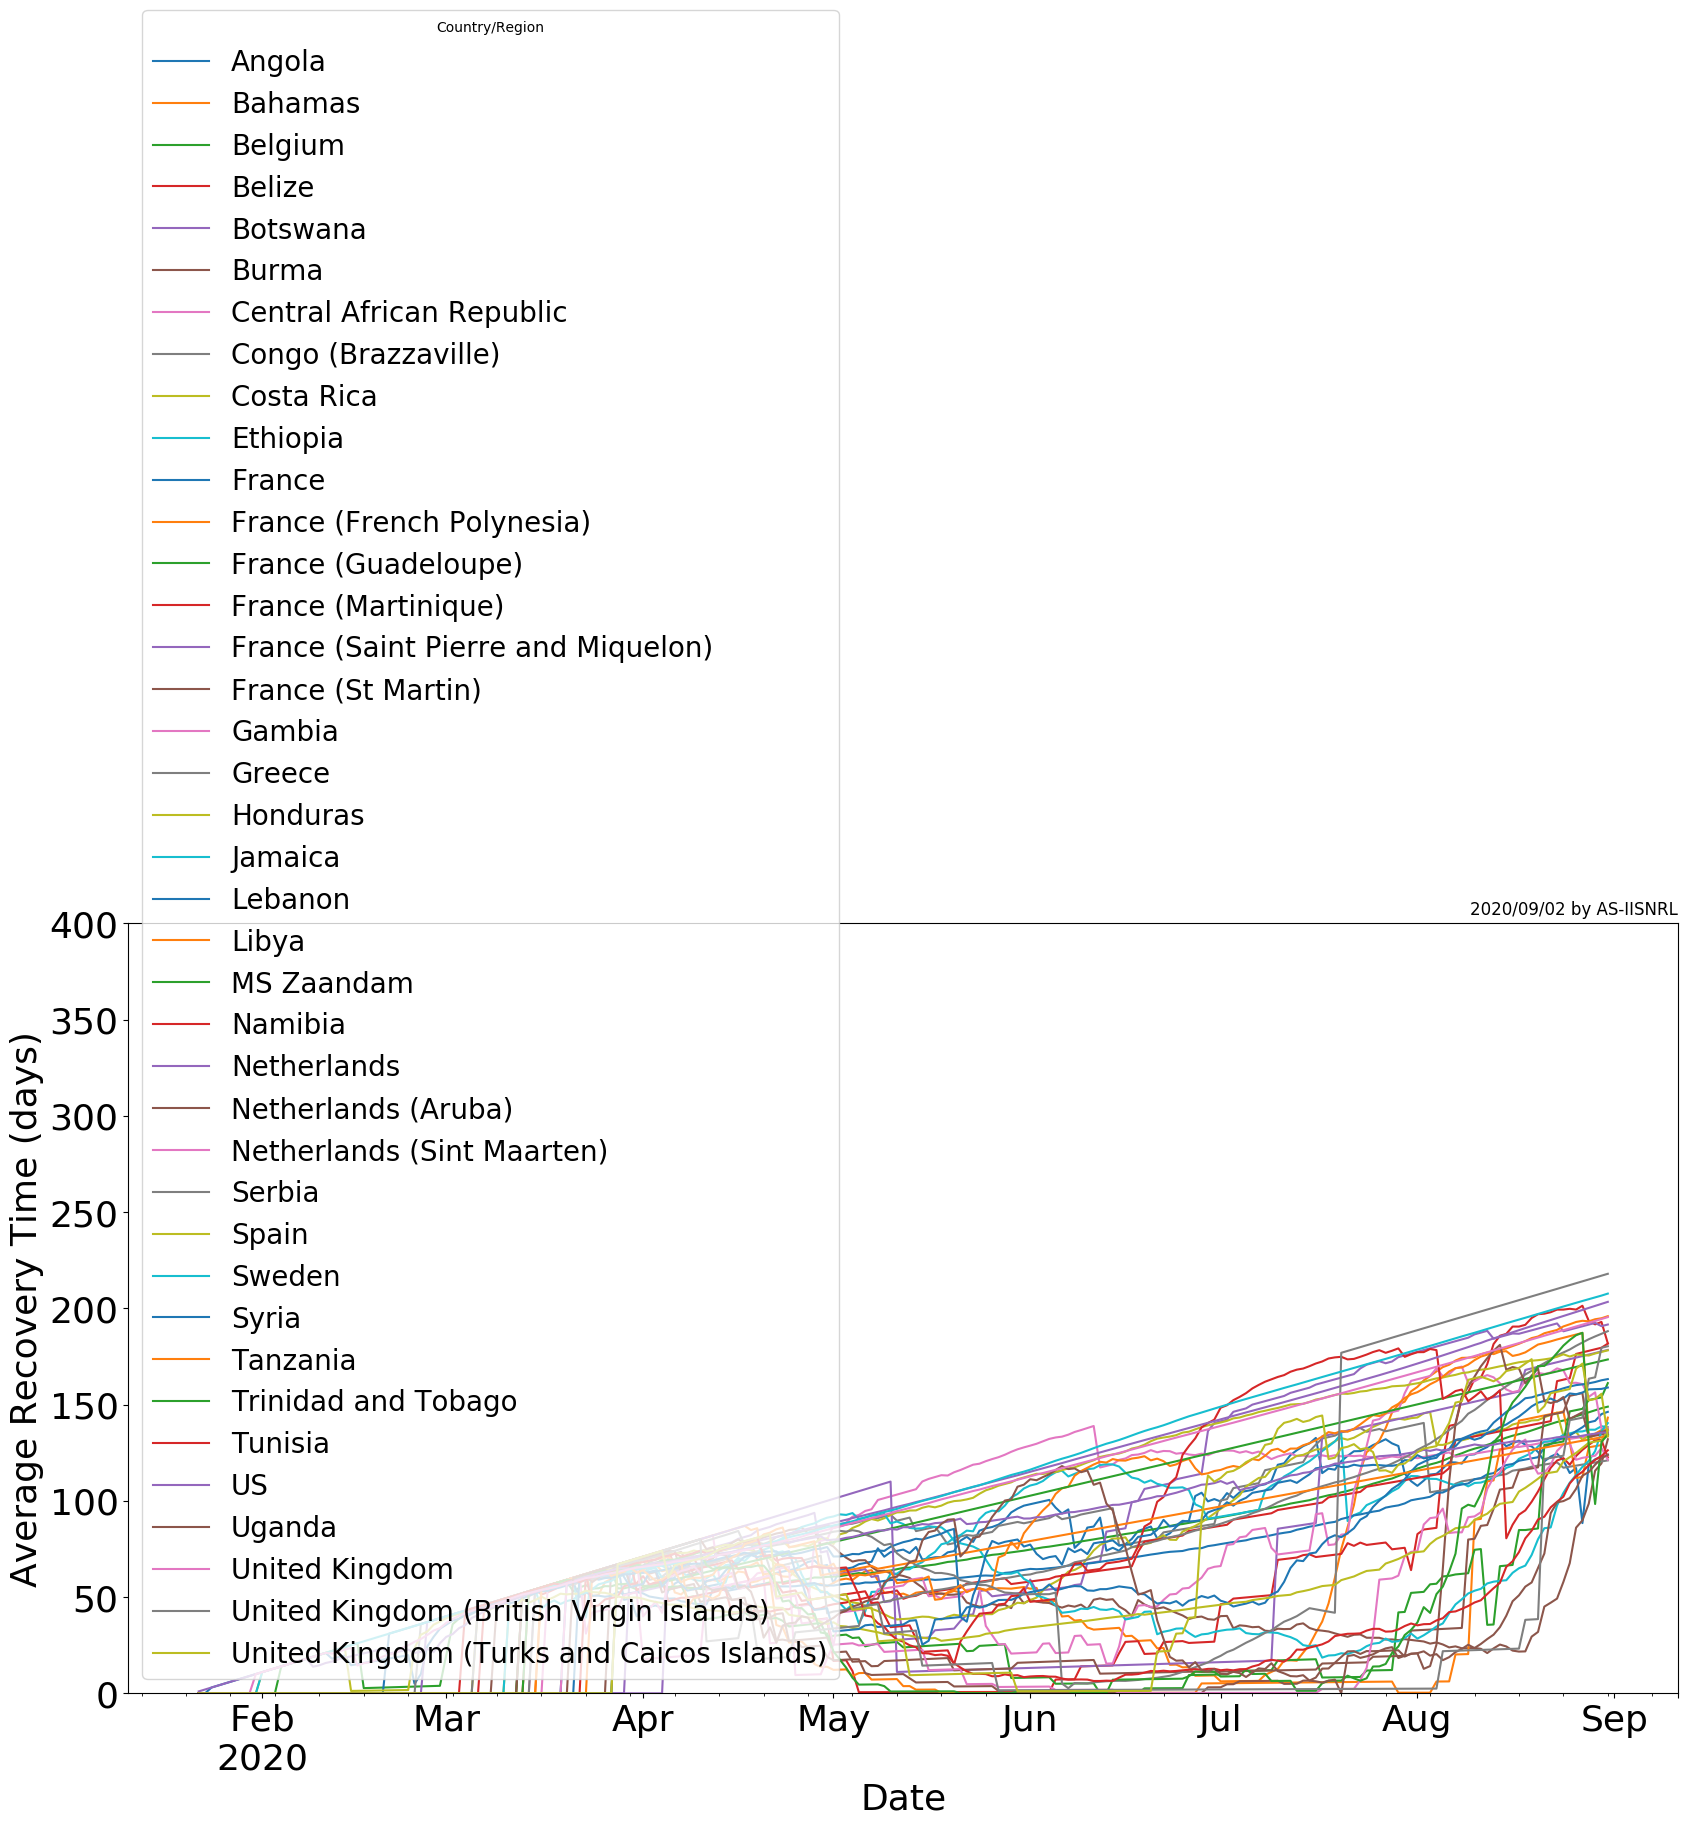 Country/Region
Angola
Bahamas
Belgium
Belize
Botswana
Burma
Central African Republic
Congo (Brazzaville)
Costa Rica
Ethiopia
France
France (French Polynesia)
France (Guadeloupe)
France (Martinique)
France (Saint Pierre and Miquelon)
France (St Martin)
Gambia
Greece
Honduras
Jamaica
Lebanon
Libya
MS Zaandam
Namibia
Netherlands
Netherlands (Aruba)
Netherlands (Sint Maarten)
Serbia
Spain
Sweden
Syria
Tanzania
Trinidad and Tobago
Tunisia
US
Uganda
United Kingdom
United Kingdom (British Virgin Islands)
United Kingdom (Turks and Caicos Islands)
2020/09/02 by AS-IISNRL
400
350
300
250
200
150
100
50
0
Average Recovery Time (days)
Feb Mar Apr May Jun Jul Aug Sep
2020
Date